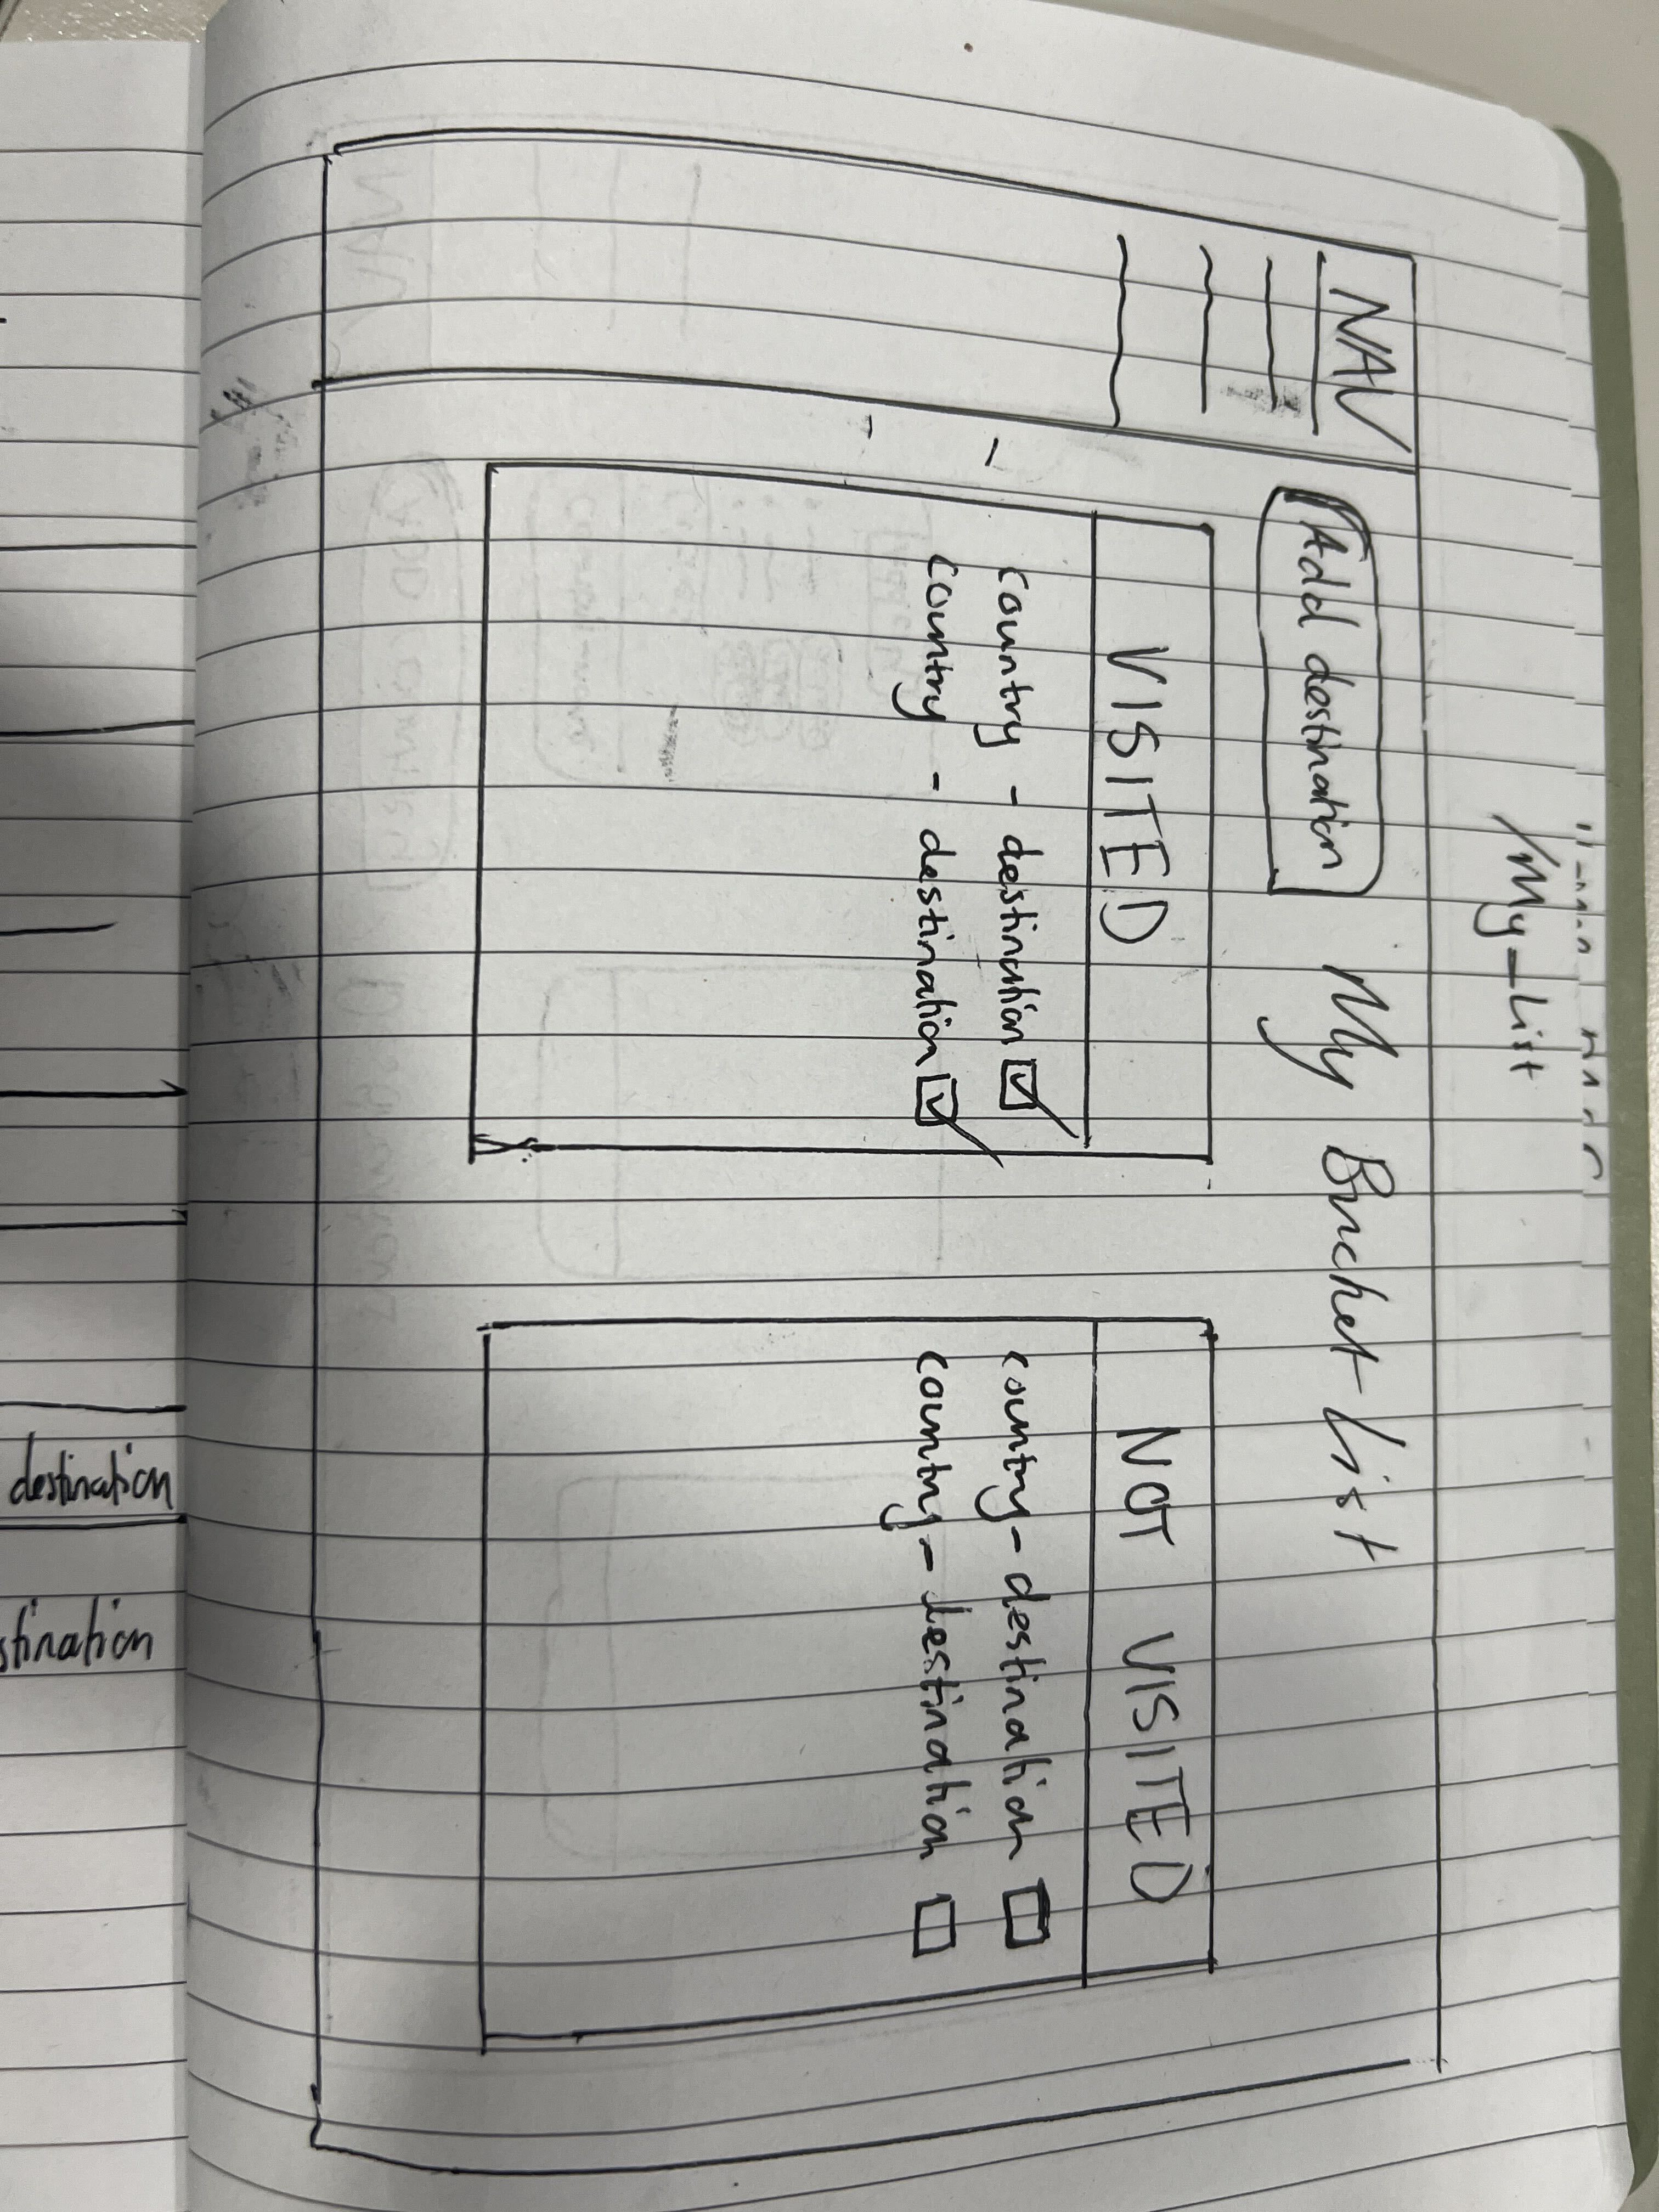 /My_List
NAV
Add destination
My Bucket List
VISITED
country - destination
country - destination
NOT VISITED
country - destination
country - destination
destination